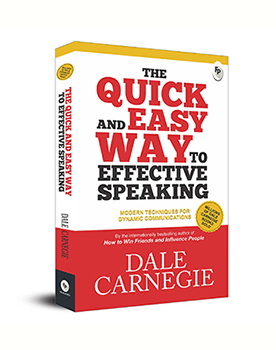 THE QUICK AND EASY WAY
TO EFFECTIVE SPEAKING
DALE
CARNEGIE
FP
THE
QUICK
AND EASY
WAY TO
EFFECTIVE
SPEAKING
MODERN TECHNIQUES FOR
DYNAMIC COMMUNICATIONS
By the internationally bestselling author of
How to Win Friends and Influence People
DALE
CARNEGIE